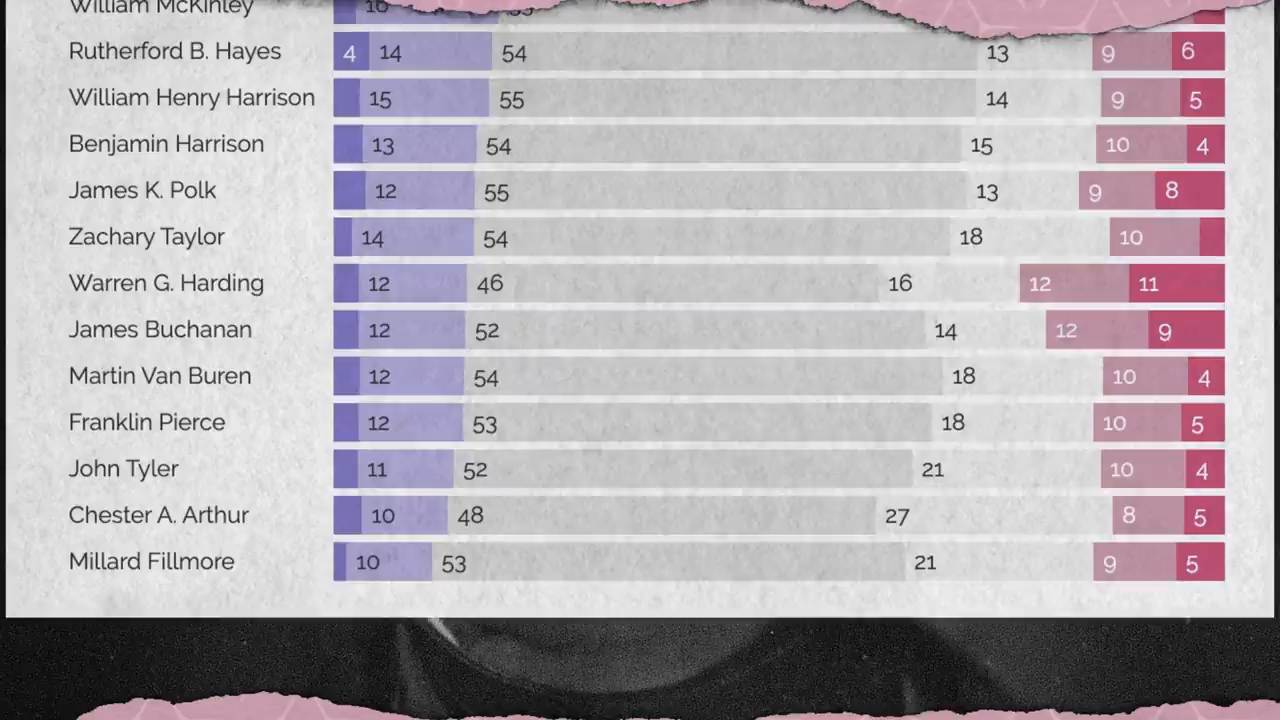 William McKinley 10
Rutherford B. Hayes 4 14 54 13 9 6
William Henry Harrison 15 55 14 9 5
Benjamin Harrison 13 54 15 10 4
James K. Polk 12 55 13 9 8
Zachary Taylor 14 54 18 10
Warren G. Harding 12 46 16 12 11
James Buchanan 12 52 14 12 9
Martin Van Buren 12 54 18 10 4
Franklin Pierce 12 53 18 10 5
John Tyler 11 52 21 10 4
Chester A. Arthur 10 48 27 8 5
Millard Fillmore 10 53 21 9 5